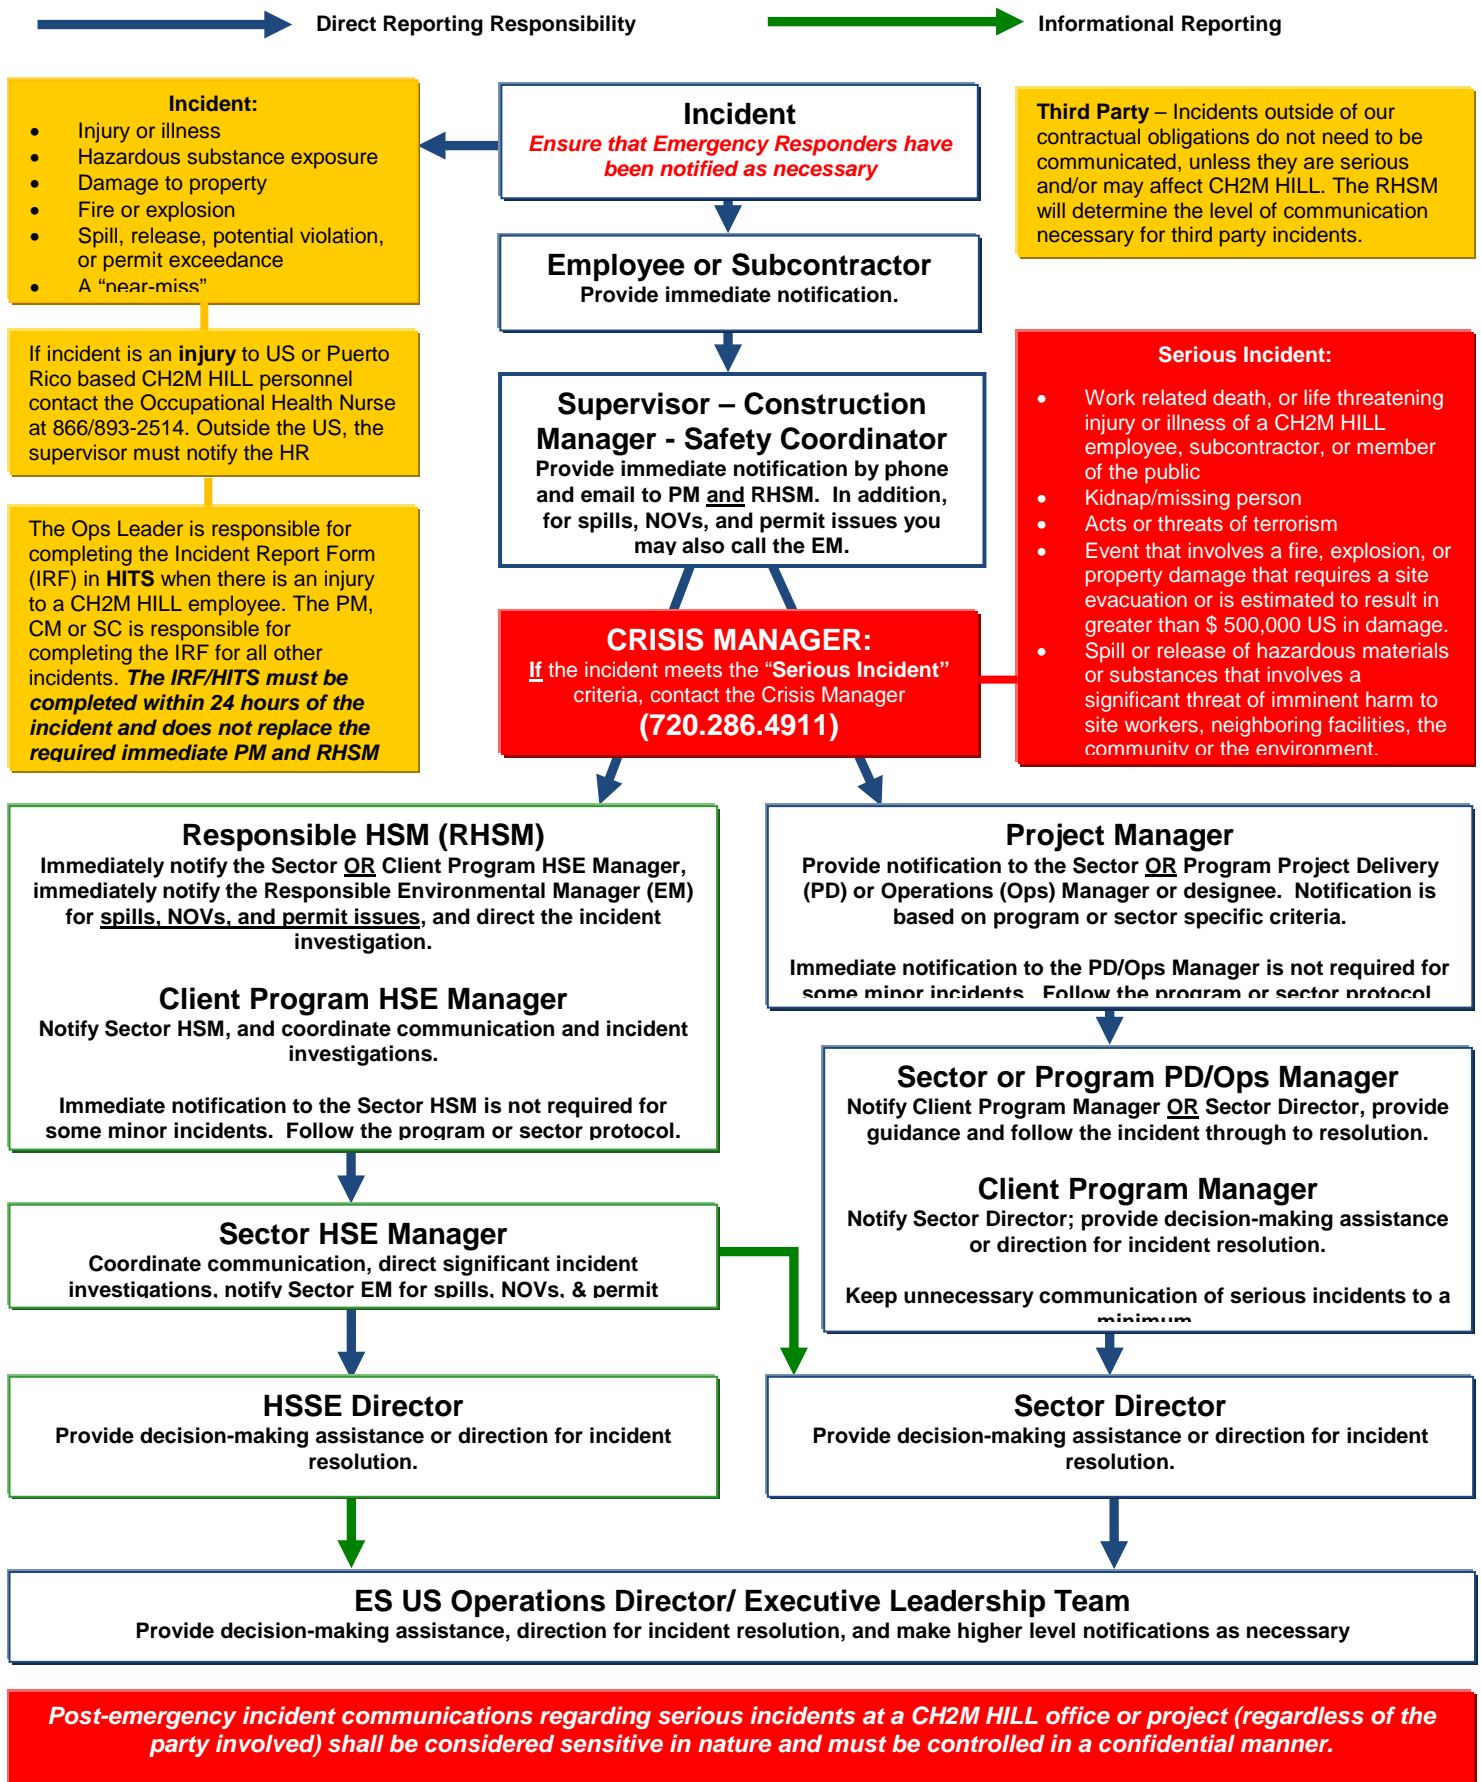 Direct Reporting Responsibility
Informational Reporting
Incident:
• Injury or illness
• Hazardous substance exposure
• Damage to property
• Fire or explosion
• Spill, release, potential violation,
or permit exceedance
• A “near-miss”
Incident
Ensure that Emergency Responders have
been notified as necessary
Third Party – Incidents outside of our
contractual obligations do not need to be
communicated, unless they are serious
and/or may affect CH2M HILL. The RHSM
will determine the level of communication
necessary for third party incidents.
Employee or Subcontractor
Provide immediate notification.
If incident is an injury to US or Puerto
Rico based CH2M HILL personnel
contact the Occupational Health Nurse
at 866/893-2514. Outside the US, the
supervisor must notify the HR
Supervisor – Construction
Manager - Safety Coordinator
Provide immediate notification by phone
and email to PM and RHSM.  In addition,
for spills, NOVs, and permit issues you
may also call the EM.
Serious Incident:
• Work related death, or life threatening
injury or illness of a CH2M HILL
employee, subcontractor, or member
of the public
• Kidnap/missing person
• Acts or threats of terrorism
• Event that involves a fire, explosion, or
property damage that requires a site
evacuation or is estimated to result in
greater than $ 500,000 US in damage.
• Spill or release of hazardous materials
or substances that involves a
significant threat of imminent harm to
site workers, neighboring facilities, the
community or the environment.
The Ops Leader is responsible for
completing the Incident Report Form
(IRF) in HITS when there is an injury
to a CH2M HILL employee. The PM,
CM or SC is responsible for
completing the IRF for all other
incidents. The IRF/HITS must be
completed within 24 hours of the
incident and does not replace the
required immediate PM and RHSM
CRISIS MANAGER:
If the incident meets the “Serious Incident”
criteria, contact the Crisis Manager
(720.286.4911)
Responsible HSM (RHSM)
Immediately notify the Sector OR Client Program HSE Manager,
immediately notify the Responsible Environmental Manager (EM)
for spills, NOVs, and permit issues, and direct the incident
investigation.
Client Program HSE Manager
Notify Sector HSM, and coordinate communication and incident
investigations.
Immediate notification to the Sector HSM is not required for
some minor incidents.  Follow the program or sector protocol.
Project Manager
Provide notification to the Sector OR Program Project Delivery
(PD) or Operations (Ops) Manager or designee.  Notification is
based on program or sector specific criteria.
Immediate notification to the PD/Ops Manager is not required for
some minor incidents   Follow the program or sector protocol
Sector or Program PD/Ops Manager
Notify Client Program Manager OR Sector Director, provide
guidance and follow the incident through to resolution.
Client Program Manager
Notify Sector Director; provide decision-making assistance
or direction for incident resolution.
Keep unnecessary communication of serious incidents to a
minimum
Sector HSE Manager
Coordinate communication, direct significant incident
investigations, notify Sector EM for spills, NOVs, & permit
HSSE Director
Provide decision-making assistance or direction for incident
resolution.
Sector Director
Provide decision-making assistance or direction for incident
resolution.
ES US Operations Director/ Executive Leadership Team
Provide decision-making assistance, direction for incident resolution, and make higher level notifications as necessary
Post-emergency incident communications regarding serious incidents at a CH2M HILL office or project (regardless of the
party involved) shall be considered sensitive in nature and must be controlled in a confidential manner.